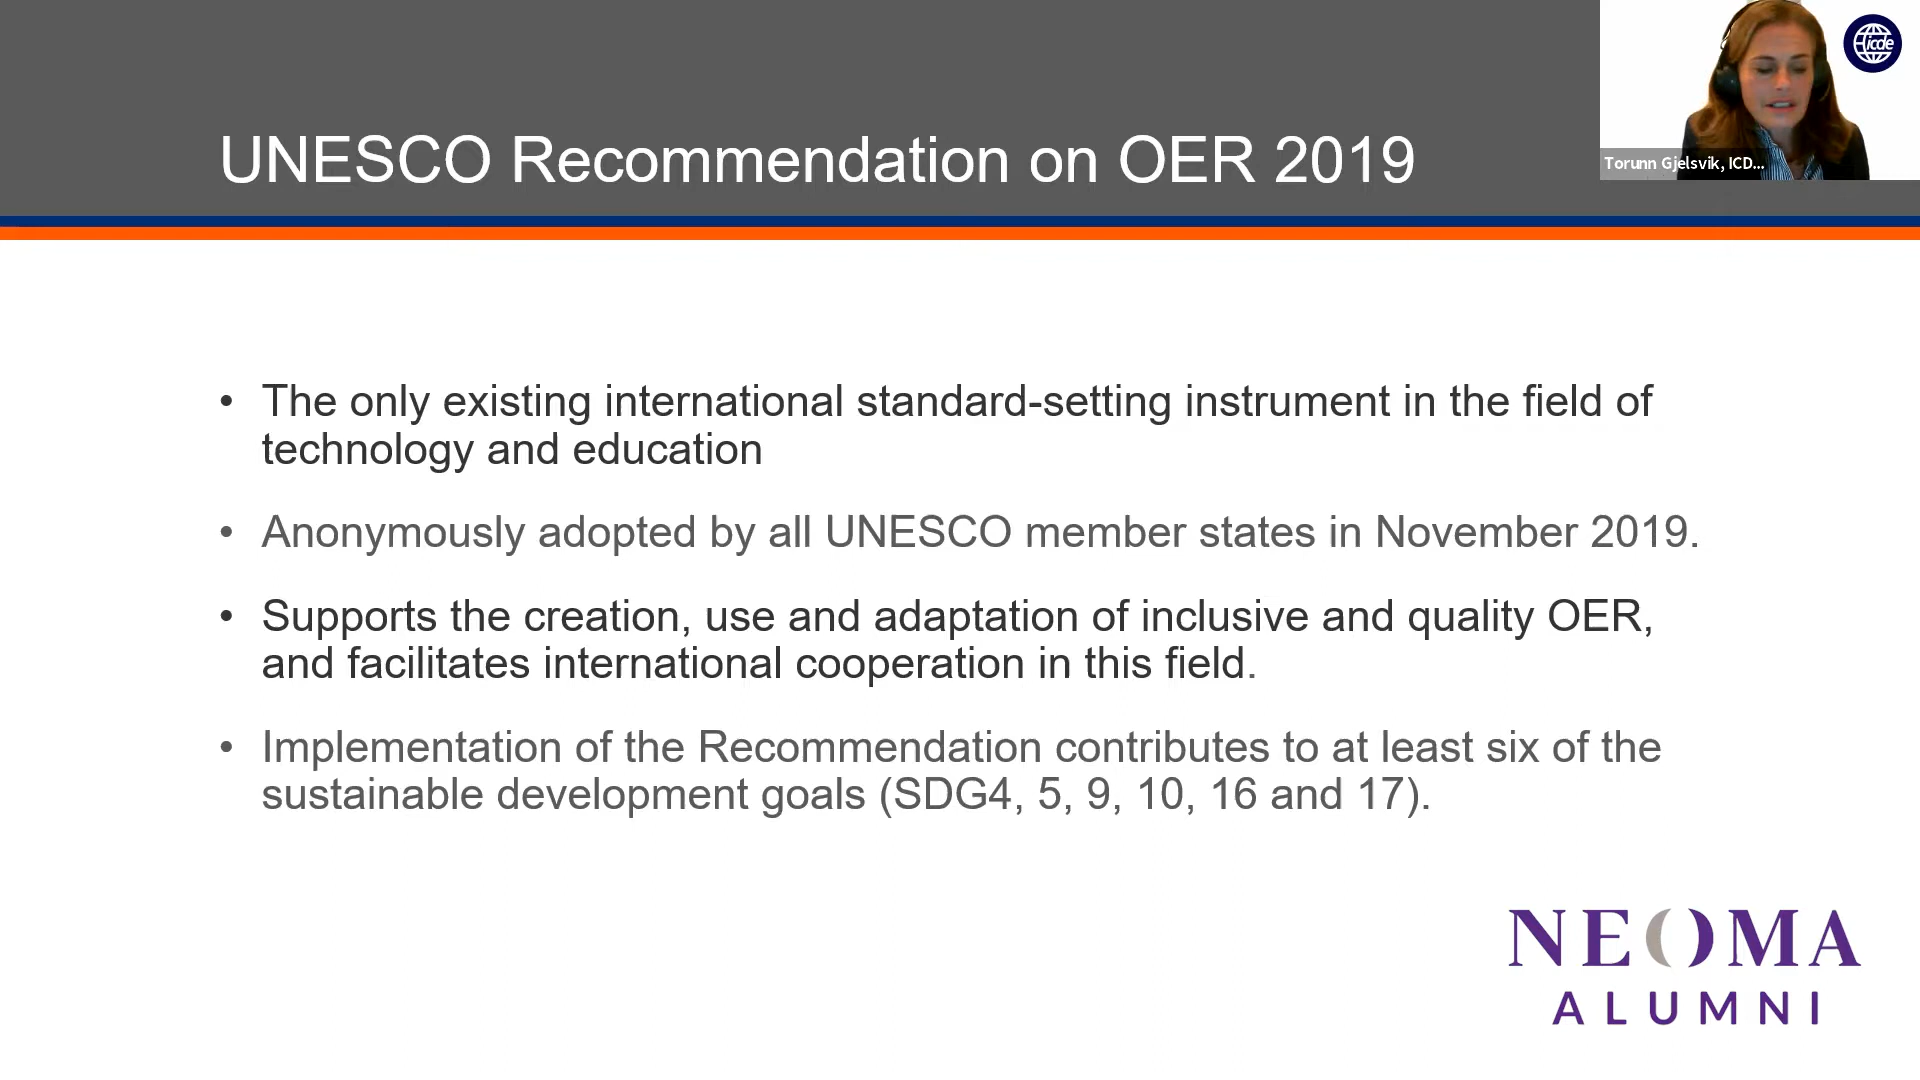 icde
Torunn Gjelsvik, ICD...
UNESCO Recommendation on OER 2019
• The only existing international standard-setting instrument in the field of
technology and education
• Anonymously adopted by all UNESCO member states in November 2019.
• Supports the creation, use and adaptation of inclusive and quality OER,
and facilitates international cooperation in this field.
• Implementation of the Recommendation contributes to at least six of the
sustainable development goals (SDG4, 5, 9, 10, 16 and 17).
NEOMA
ALUMNI